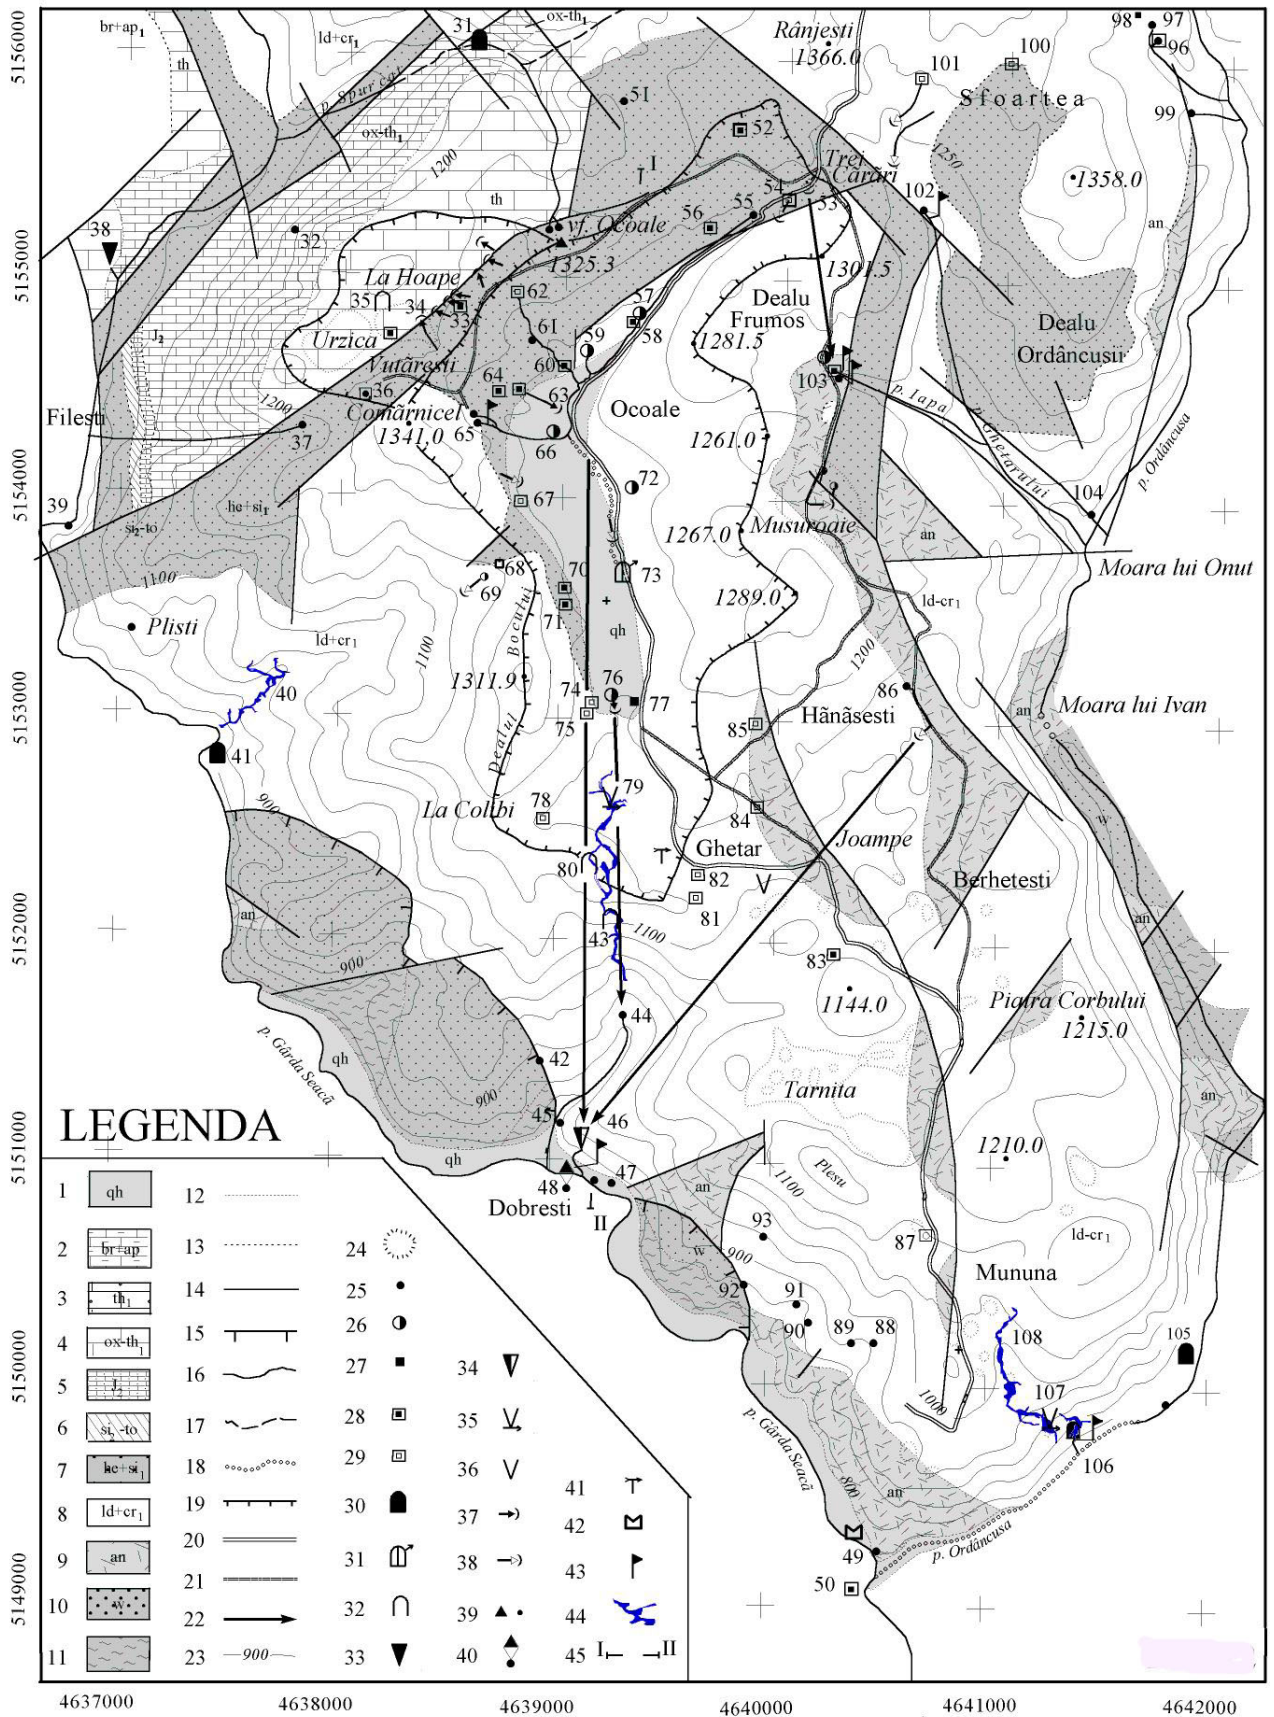 5156000
5155000
5154000
5153000
5152000
5151000
5150000
5149000
4637000
4638000
4639000
4640000
4641000
4642000
br+ap1
ld+cr1
31
ox-th1
th
p. Spurcat
ox-th1
1200
51
Rânjesti
1366.0
98
97
96
101
100
Sfoartea
99
52
I
Trei
Cărări
1250
1358.0
th
54
53
102
55
56
an
38
32
vf. Ocoale
1325.3
1301.5
La Hoape
62
35
34
33
57
Dealu
Frumos
Dealu
Ordâncusii
J2
Urzica
61
59
58
1281.5
Vutărești
60
103
64
36
63
Ocoale
p. Iapa
p. Ghetarului
p. Ordâncusa
Filesti
1200
Comãrnicel
1341.0
65
66
1261.0
37
72
39
he+si1
67
104
si2-to
1267.0
Musuroaie
an
1100
68
70
73
Moara lui Onut
69
71
1289.0
ld-cr1
Plisti
ld+cr1
1100
Dealul Bocului
qh
1200
40
1311.9
76
86
74
77
75
Hãnãsesti
an
Moara lui Ivan
85
41
79
900
78
La Colibi
84
Joampe
w
Ghetar
80
82
V
Berhetesti
81
an
43
1100
an
900
83
1144.0
Piatra Corbului
1215.0
44
p. Gârda Seacă
qh
42
Tarnita
an
900
45
46
1210.0
Plesu
1100
qh
47
48
Dobresti
II
an
93
w
900
87
ld-cr1
Mununa
92
91
90
89
88
108
105
1000
107
p. Gârda Seacă
106
800
an
49
p. Ordâncusa
50
LEGENDA
1 qh
2 br+ap
3 th1
4 ox-th1
5 J2
6 si2-to
7 he+si1
8 ld+cr1
9 an
10 w
11
12
13
14
15
16
17
18
19
20
21
22
23 900
24
25
26
27
28
29
30
31
32
33
34
35
36
37
38
39
40
41
42
43
44
45 I II